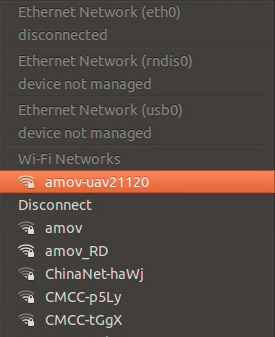 Ethernet Network (eth0)
disconnected
Ethernet Network (rndis0)
device not managed
Ethernet Network (usb0)
device not managed
Wi-Fi Networks
amov-uav21120
Disconnect
amov
amov_RD
ChinaNet-haWj
CMCC-p5Ly
CMCC-tGgX